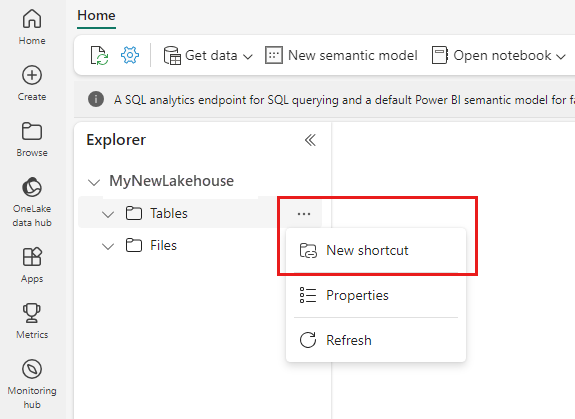 Home
Home
Create
Browse
OneLake
data hub
Apps
Metrics
Monitoring
hub
Get data
New semantic model
Open notebook
A SQL analytics endpoint for SQL querying and a default Power BI semantic model for
Explorer
MyNewLakehouse
Tables
...
Files
New shortcut
Properties
Refresh